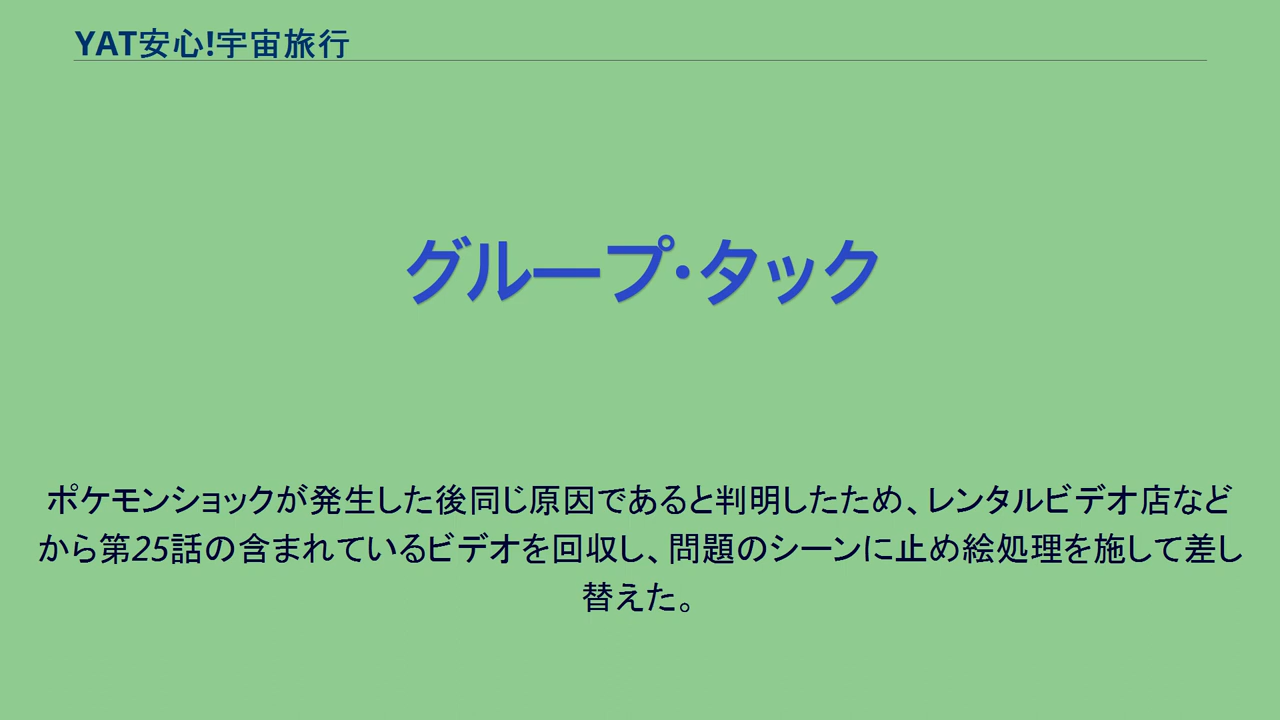 YAT安心!宇宙旅行
グループ・タック
ポケモンショックが発生した後同じ原因であると判明したため、レンタルビデオ店など
から第25話の含まれているビデオを回収し、問題のシーンに止め絵処理を施して差し
替えた。